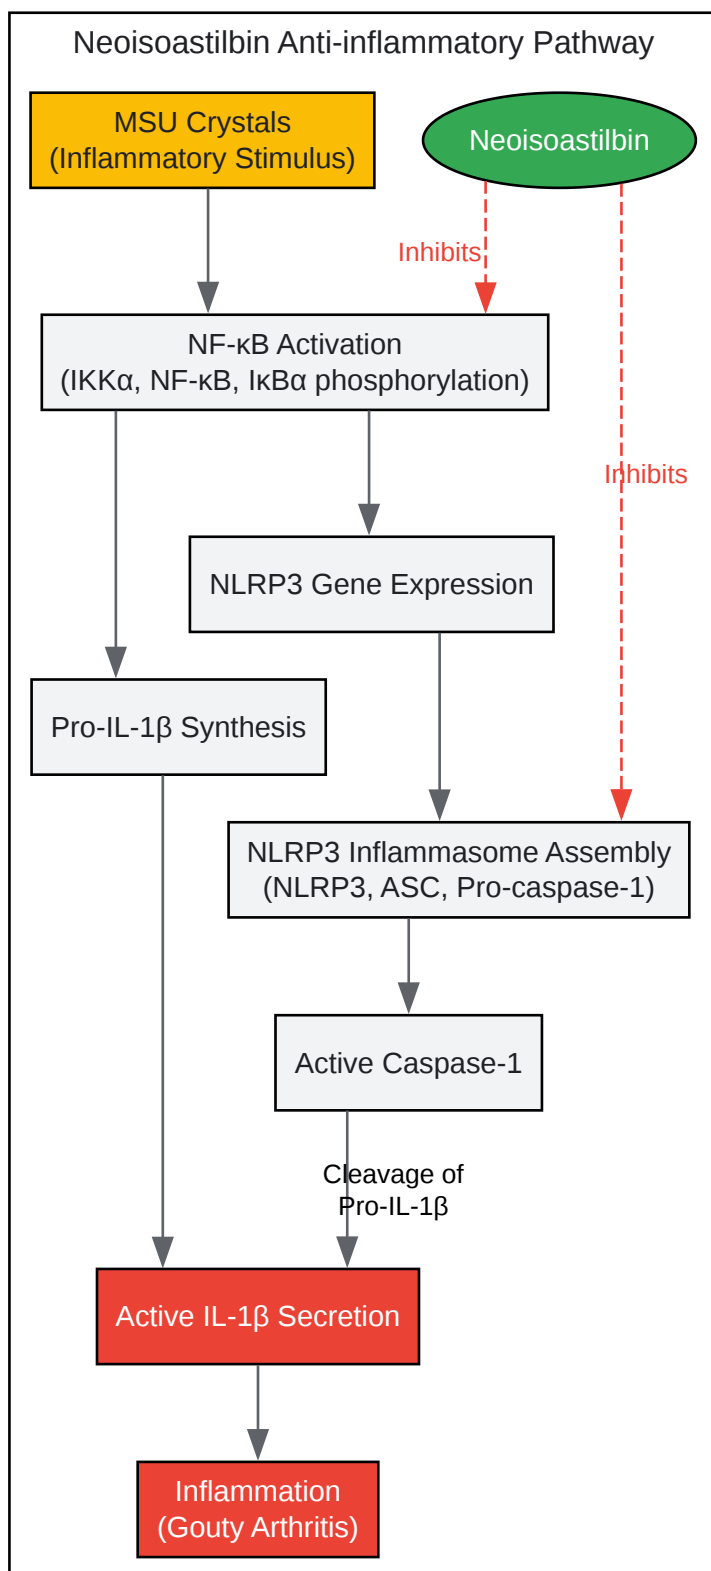 Neoisoastilbin Anti-inflammatory Pathway
MSU Crystals
(Inflammatory Stimulus)
Neoisoastilbin
Inhibits
NF-κB Activation
(IKKα, NF-κB, IκBα phosphorylation)
Inhibits
NLRP3 Gene Expression
Pro-IL-1β Synthesis
NLRP3 Inflammasome Assembly
(NLRP3, ASC, Pro-caspase-1)
Active Caspase-1
Cleavage of
Pro-IL-1β
Active IL-1β Secretion
Inflammation
(Gouty Arthritis)